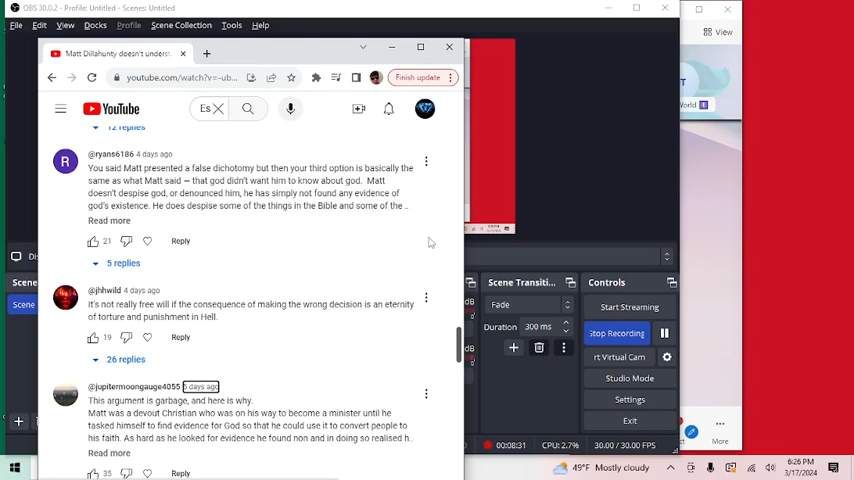 OBS 30.0.2 - Profile: Untitled - Scenes: Untitled
File Edit View Docks Profile Scene Collection Tools Help
View
Matt Dillahunty doesn't underst
youtube.com/watch?v=-ub...
Finish update
World
YouTube
Es
12 replies
@ryans6186 4 days ago
You said Matt presented a false dichotomy but then your third option is basically the
same as what Matt said — that god didn't want him to know about god. Matt
doesn't despise god, or denounced him, he has simply not found any evidence of
god's existence. He does despise some of the things in the Bible and some of the ..
Read more
21 Reply
5 replies
@jhhwild 4 days ago
It's not really free will if the consequence of making the wrong decision is an eternity
of torture and punishment in Hell.
19 Reply
26 replies
@jupitermoongauge4055 5 days ago
This argument is garbage, and here is why.
Matt was a devout Christian who was on his way to become a minister until he
tasked himself to find evidence for God so that he could use it to convert people to
his faith. As hard as he looked for evidence he found non and in doing so realised h..
Read more
35 Reply
Di
Scene
Scene
dB
dB
Scene Transiti...
Fade
Duration 300 ms
Controls
Start Streaming
Stop Recording
rt Virtual Cam
Studio Mode
Settings
Exit
00:08:31 CPU: 2.7% 30.00 / 30.00 FPS
More
49°F Mostly cloudy
6:26 PM
3/17/2024